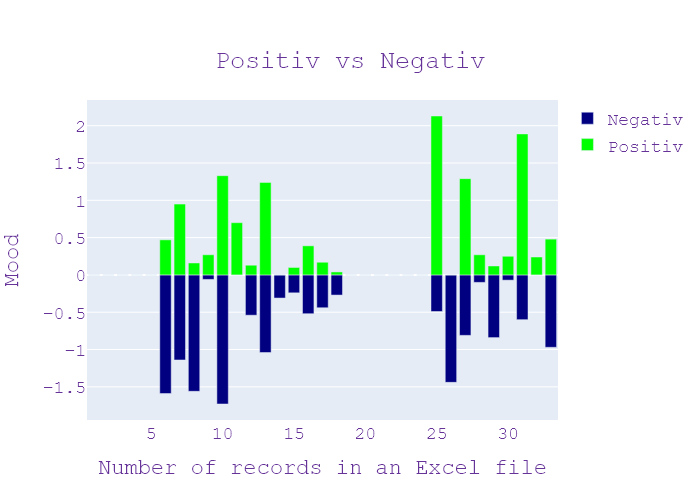 Positiv vs Negativ
Negativ
Positiv
2
1.5
1
0.5
0
−0.5
−1
−1.5
Mood
5 10 15 20 25 30
Number of records in an Excel file